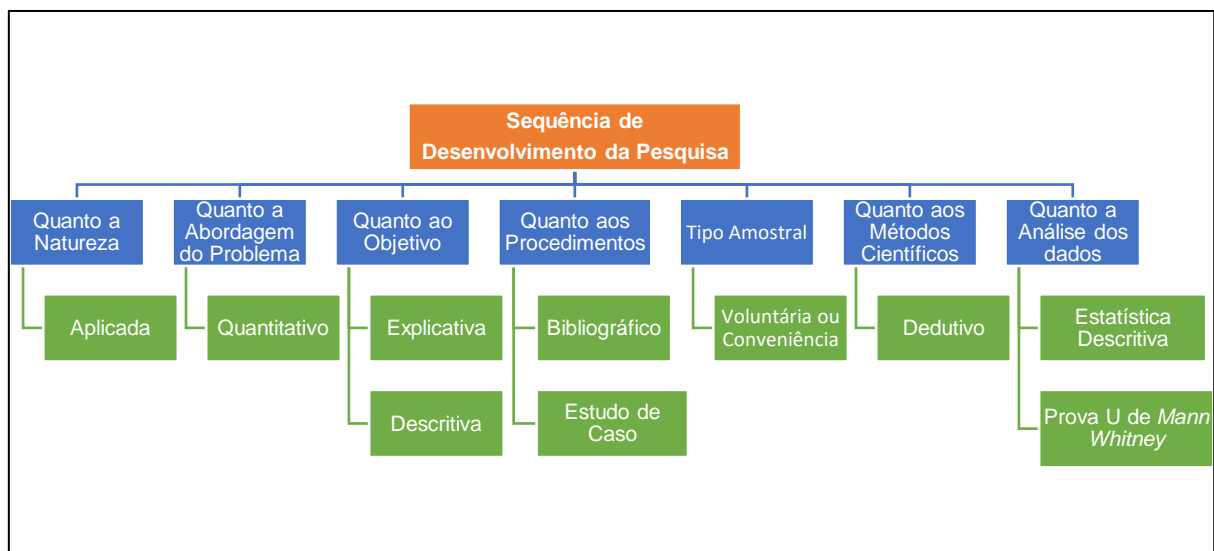 Sequência de
Desenvolvimento da Pesquisa
Quanto a
Natureza
Quanto a
Abordagem
do Problema
Quanto ao
Objetivo
Quanto aos
Procedimentos
Tipo Amostral
Quanto aos
Métodos
Científicos
Quanto a
Análise dos
dados
Aplicada
Quantitativo
Explicativa
Bibliográfico
Voluntária ou
Conveniência
Dedutivo
Estatística
Descritiva
Descritiva
Estudo de
Caso
Prova U de Mann
Whitney